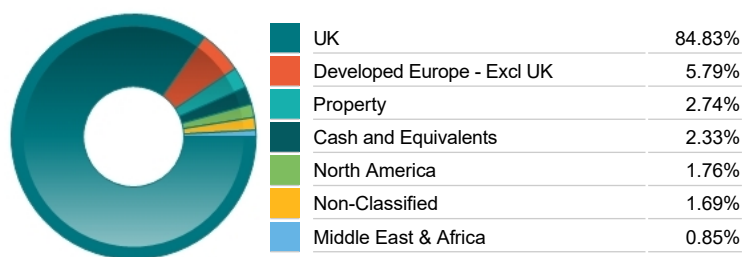 UK 84.83%
Developed Europe - Excl UK 5.79%
Property 2.74%
Cash and Equivalents 2.33%
North America 1.76%
Non-Classified 1.69%
Middle East & Africa 0.85%